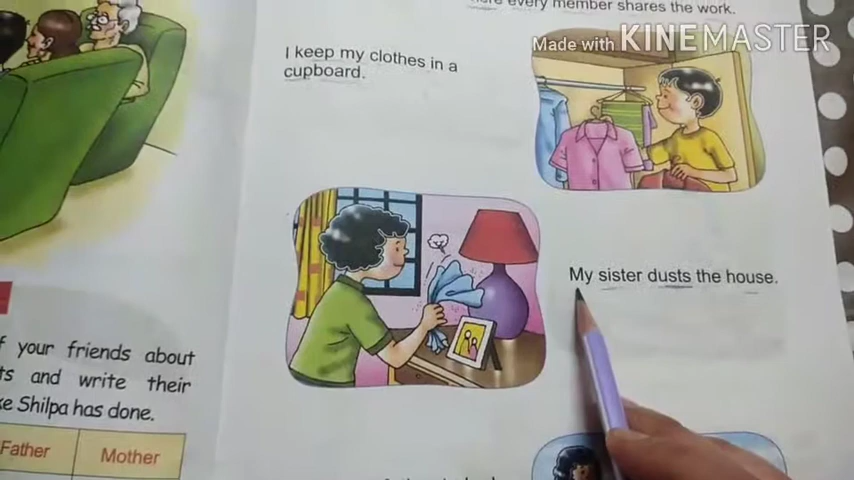 every member shares the work.
Made with KINEMASTER
I keep my clothes in a
cupboard.
My sister dusts the house.
your friends about
and write their
Shilpa has done.
Father Mother